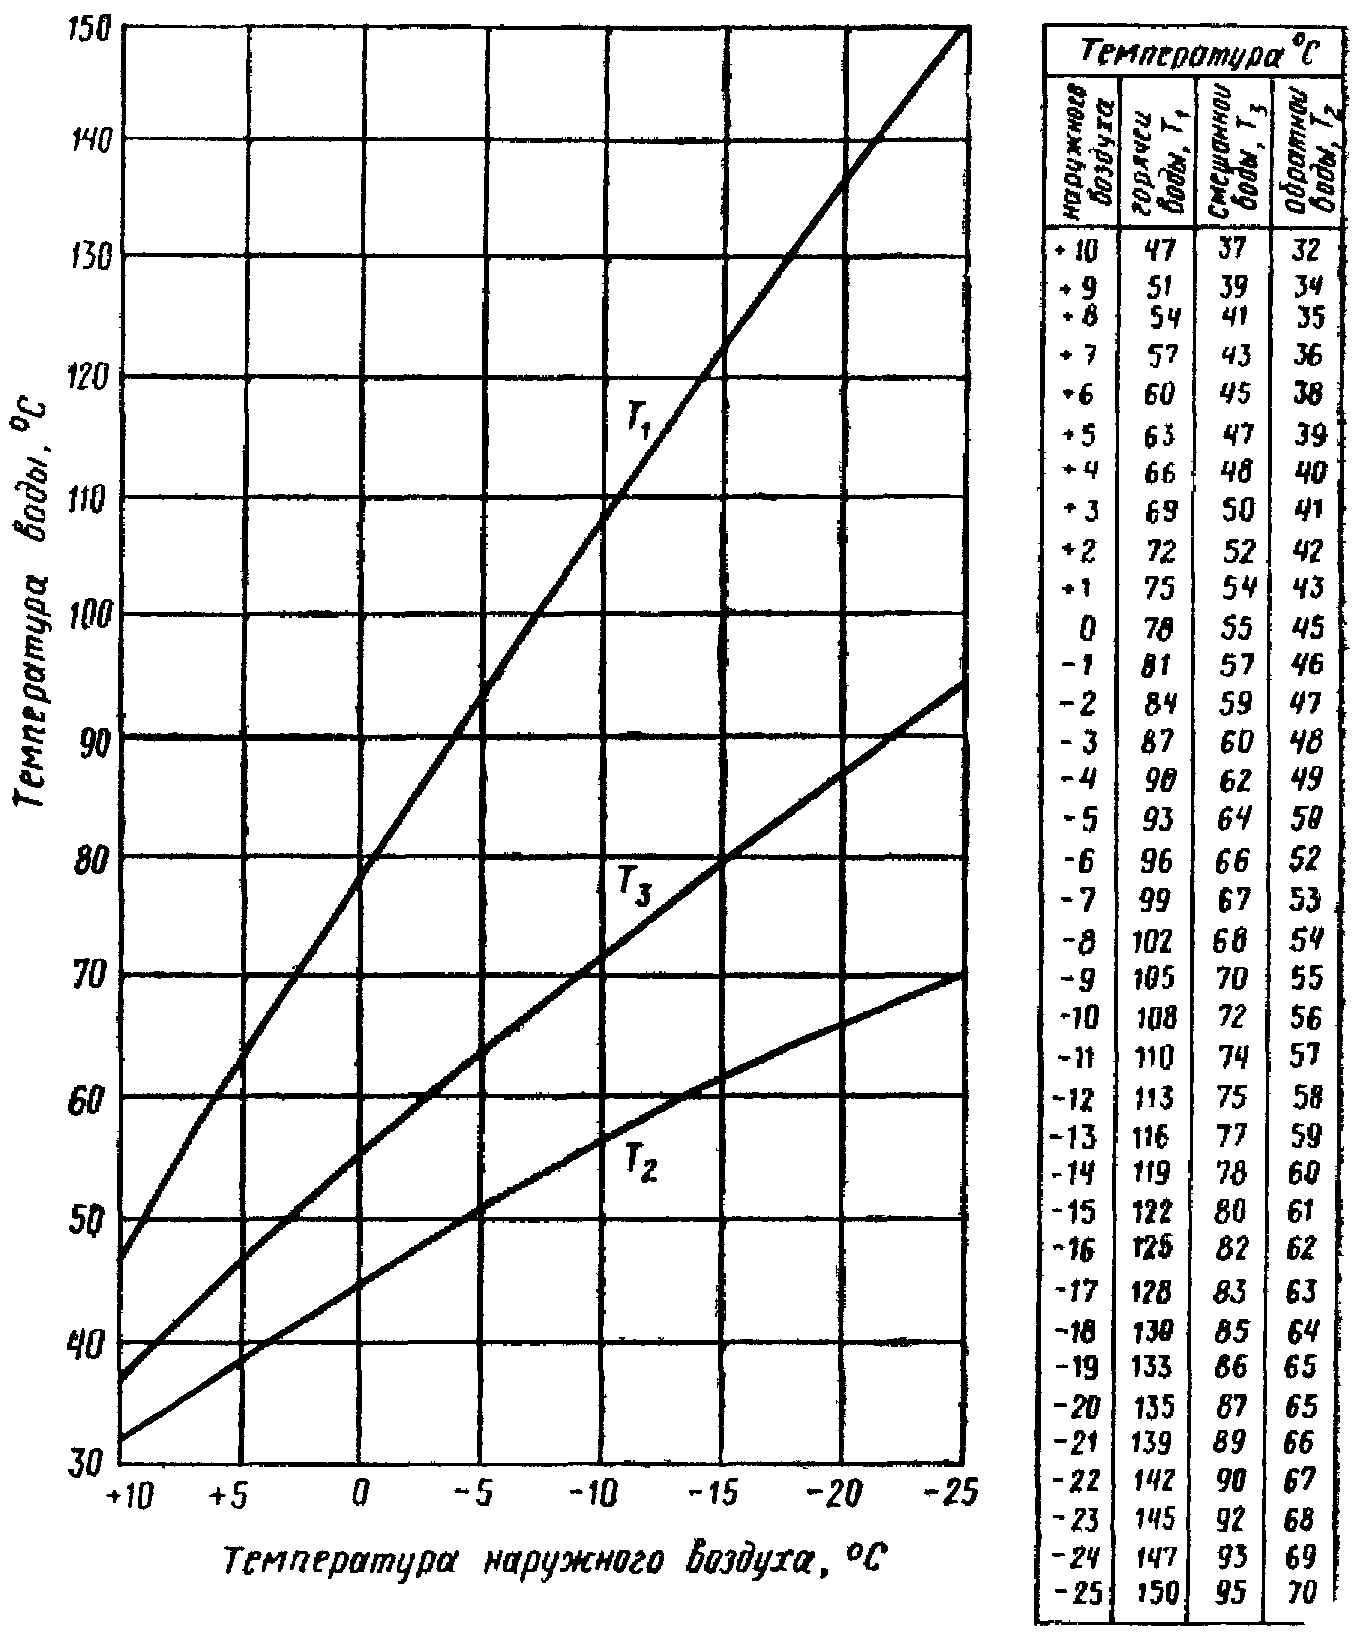 150
140
130
120
110
100
90
80
70
60
50
40
30
Температура воды, °C
T1
T3
T2
+10 +5 0 -5 -10 -15 -20 -25
Температура наружного воздуха, °C
Температура °C
наружного воздуха
горячей воды, T1
смешанной воды, T3
обратной воды, T2
+10 47 37 32
+9 51 39 34
+8 54 41 35
+7 57 43 36
+6 60 45 38
+5 63 47 39
+4 66 48 40
+3 69 50 41
+2 72 52 42
+1 75 54 43
0 78 55 45
-1 81 57 46
-2 84 59 47
-3 87 60 48
-4 90 62 49
-5 93 64 50
-6 96 66 52
-7 99 67 53
-8 102 68 54
-9 105 70 55
-10 108 72 56
-11 110 74 57
-12 113 75 58
-13 116 77 59
-14 119 78 60
-15 122 80 61
-16 125 82 62
-17 128 83 63
-18 130 85 64
-19 133 86 65
-20 135 87 65
-21 139 89 66
-22 142 90 67
-23 145 92 68
-24 147 93 69
-25 150 95 70